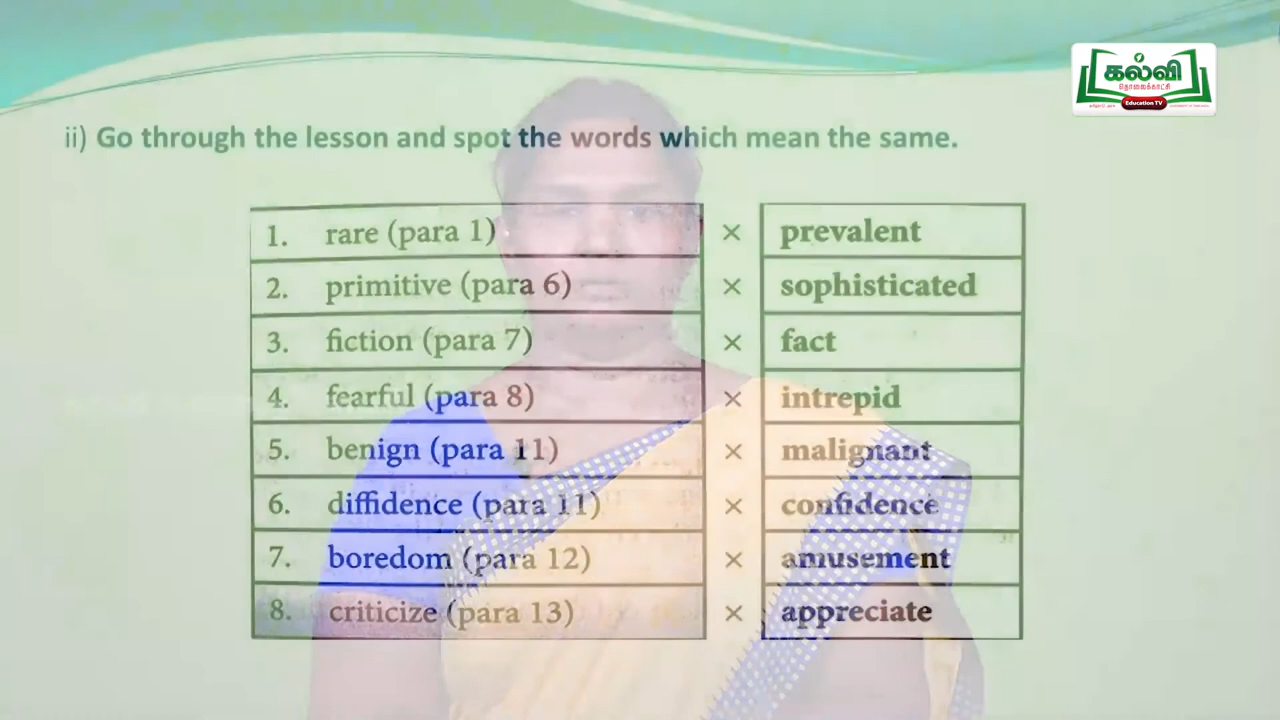 கல்வி
தொலைக்காட்சி
Education TV
ii) Go through the lesson and spot the words which mean the same.
1. rare (para 1) × prevalent
2. primitive (para 6) × sophisticated
3. fiction (para 7) × fact
4. fearful (para 8) × intrepid
5. benign (para 11) × malignant
6. diffidence (para 11) × confidence
7. boredom (para 12) × amusement
8. criticize (para 13) × appreciate